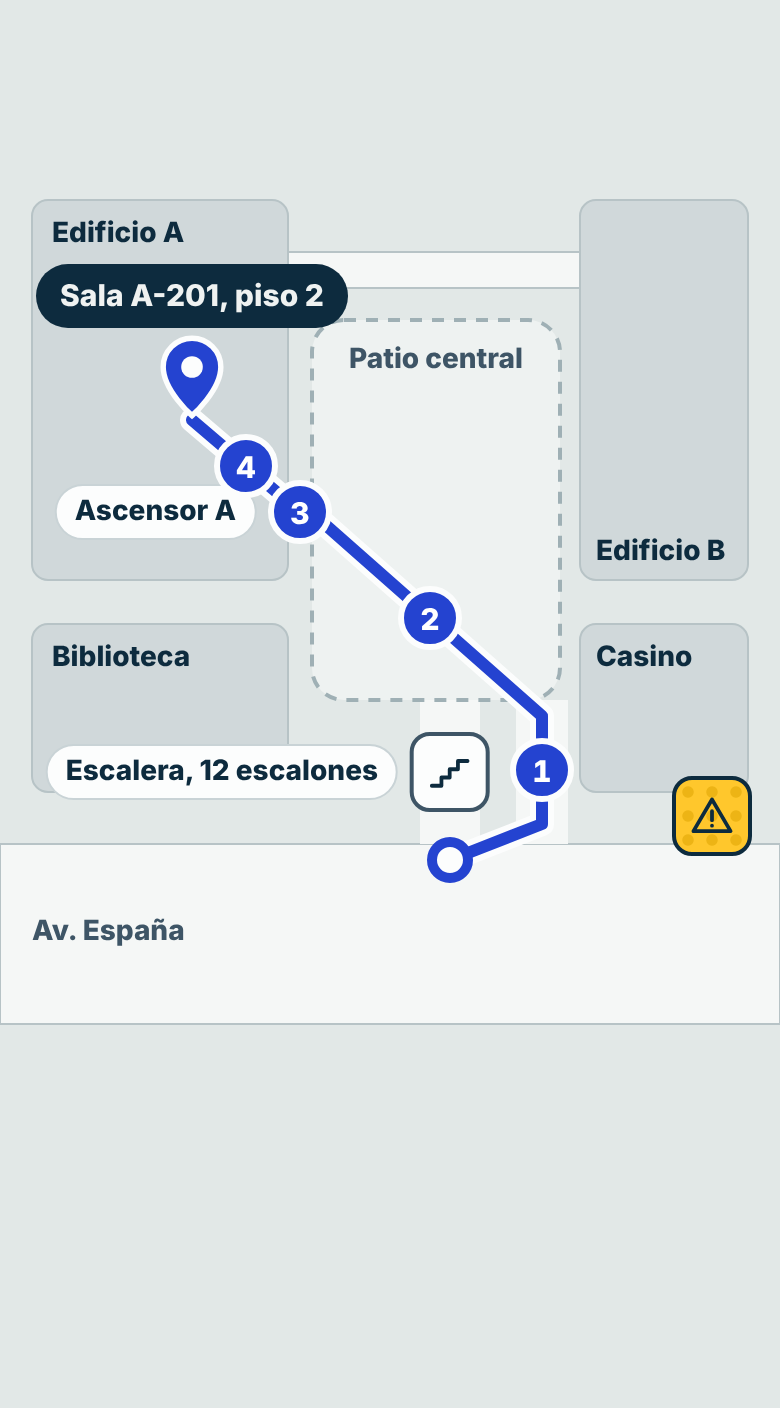 Edificio A
Sala A-201, piso 2
Patio central
4
Ascensor A
3
Edificio B
2
Biblioteca
Casino
Escalera, 12 escalones
1
Av. España